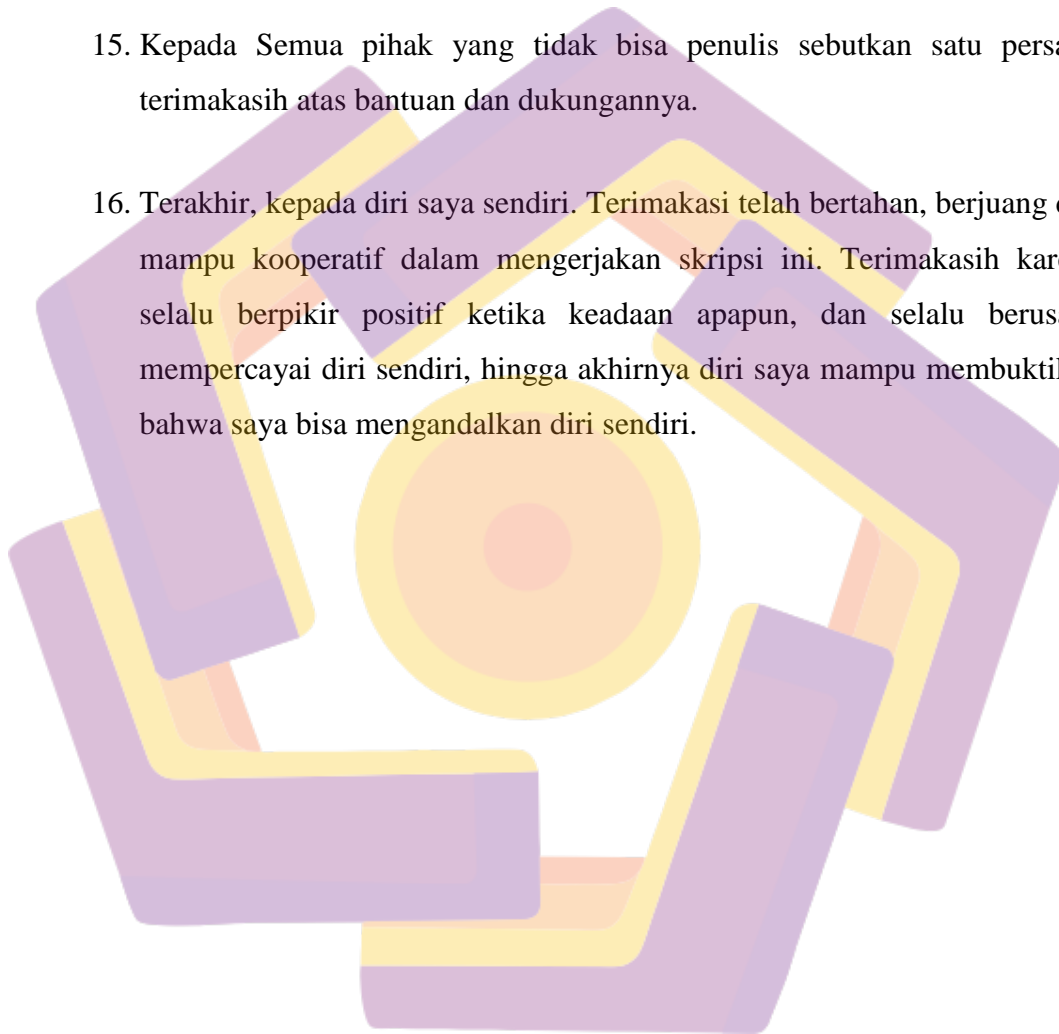 15. Kepada Semua pihak yang tidak bisa penulis sebutkan satu persa
terimakasih atas bantuan dan dukungannya.
16. Terakhir, kepada diri saya sendiri. Terimakasi telah bertahan, berjuang
mampu kooperatif dalam mengerjakan skripsi ini. Terimakasih kar
selalu berpikir positif ketika keadaan apapun, dan selalu berusa
mempercayai diri sendiri, hingga akhirnya diri saya mampu membuktik
bahwa saya bisa mengandalkan diri sendiri.